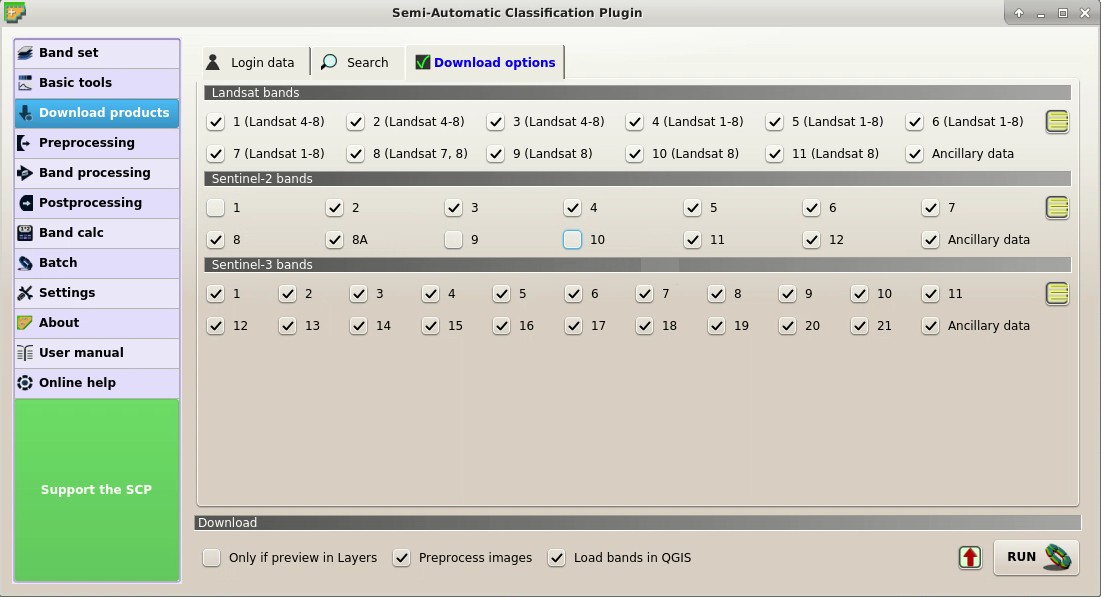 Semi-Automatic Classification Plugin
Band set
Basic tools
Download products
Preprocessing
Band processing
Postprocessing
Band calc
Batch
Settings
About
User manual
Online help
Support the SCP
Login data
Search
Download options
Landsat bands
1 (Landsat 4-8) 2 (Landsat 4-8) 3 (Landsat 4-8) 4 (Landsat 1-8) 5 (Landsat 1-8) 6 (Landsat 1-8)
7 (Landsat 1-8) 8 (Landsat 7, 8) 9 (Landsat 8) 10 (Landsat 8) 11 (Landsat 8) Ancillary data
Sentinel-2 bands
1 2 3 4 5 6 7
8 8A 9 10 11 12 Ancillary data
Sentinel-3 bands
1 2 3 4 5 6 7 8 9 10 11
12 13 14 15 16 17 18 19 20 21 Ancillary data
Download
Only if preview in Layers Preprocess images Load bands in QGIS RUN